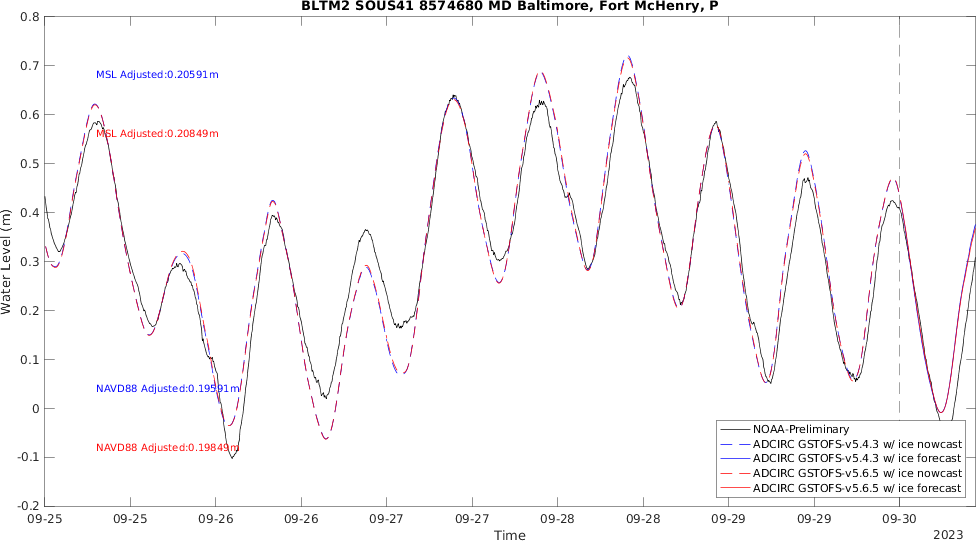 BLTM2 SOUS41 8574680 MD Baltimore, Fort McHenry, P
0.8
0.7
0.6
0.5
0.4
0.3
0.2
0.1
0
-0.1
-0.2
Water Level (m)
MSL Adjusted:0.20591m
MSL Adjusted:0.20849m
NAVD88 Adjusted:0.19591m
NAVD88 Adjusted:0.19849m
NOAA-Preliminary
ADCIRC GSTOFS-v5.4.3 w/ ice nowcast
ADCIRC GSTOFS-v5.4.3 w/ ice forecast
ADCIRC GSTOFS-v5.6.5 w/ ice nowcast
ADCIRC GSTOFS-v5.6.5 w/ ice forecast
09-25 09-25 09-26 09-26 09-27 09-27 09-28 09-28 09-29 09-29 09-30
Time
2023